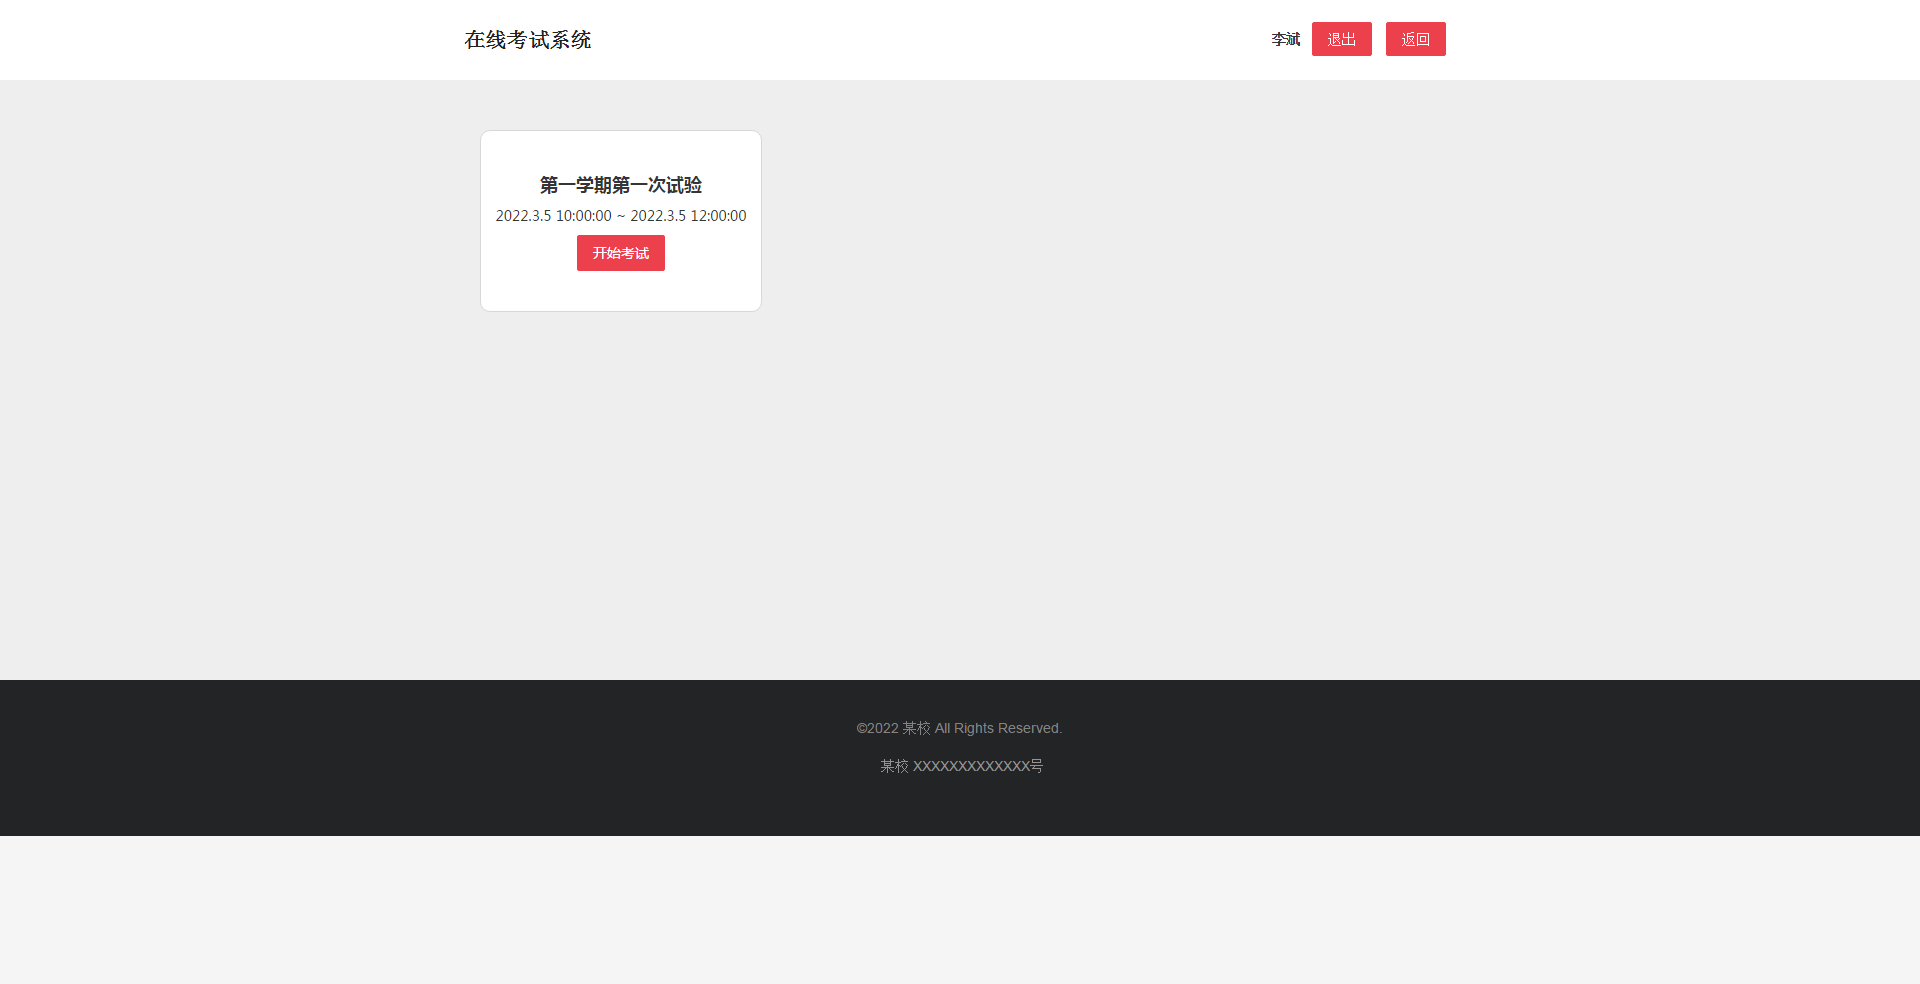 在线考试系统
李斌 退出 返回
第一学期第一次试验
2022.3.5 10:00:00 ~ 2022.3.5 12:00:00
开始考试
©2022 某校 All Rights Reserved.
某校 XXXXXXXXXXXXX号